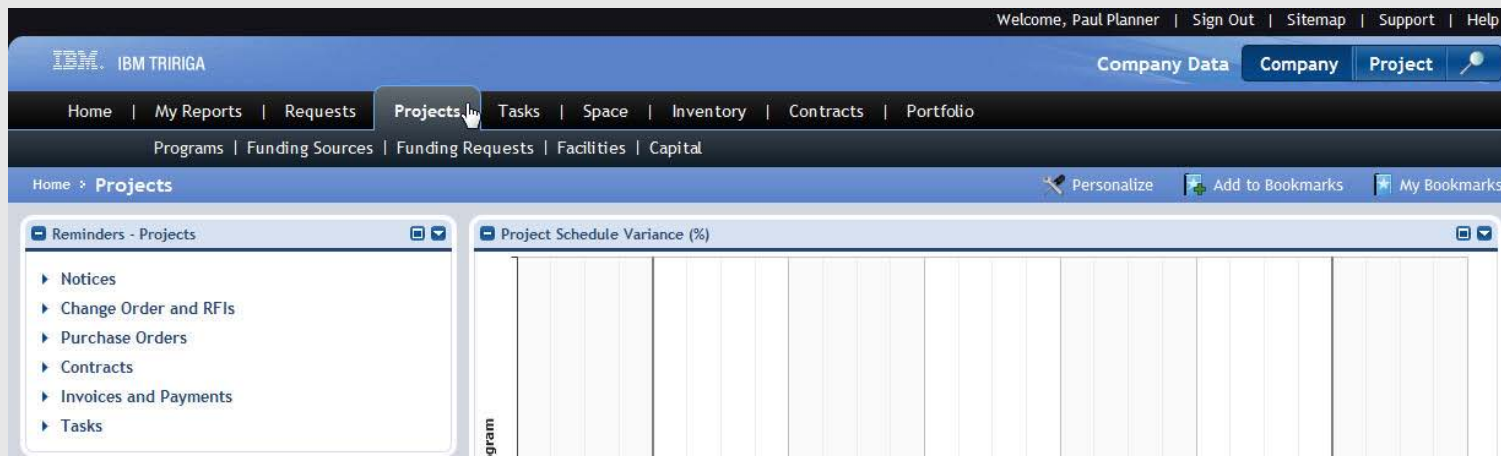 Welcome, Paul Planner | Sign Out | Sitemap | Support | Help
IBM. IBM TRIRIGA
Company Data Company Project
Home | My Reports | Requests Projects Tasks | Space | Inventory | Contracts | Portfolio
Programs | Funding Sources | Funding Requests | Facilities | Capital
Home > Projects
Personalize Add to Bookmarks My Bookmarks
Reminders - Projects
Notices
Change Order and RFIs
Purchase Orders
Contracts
Invoices and Payments
Tasks
Project Schedule Variance (%)
gram